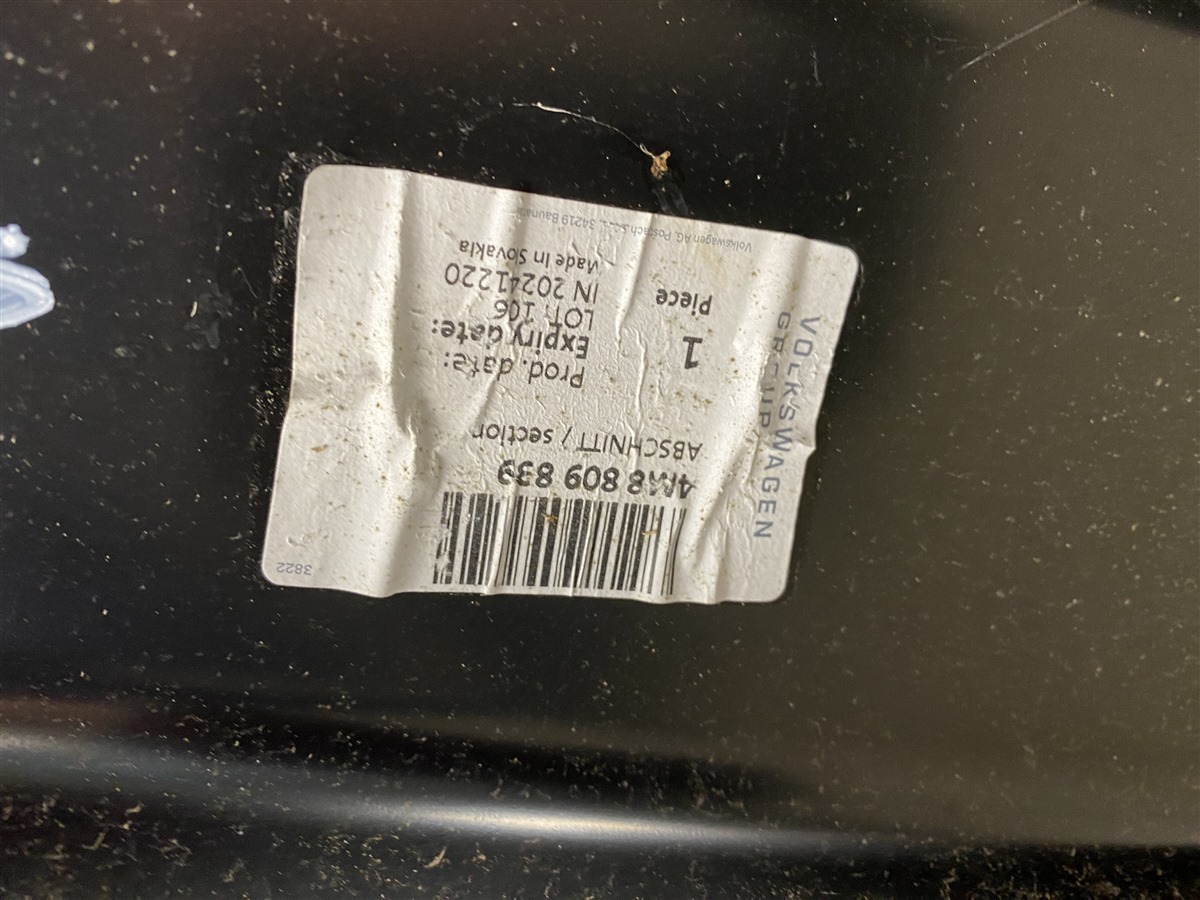 4M8 809 839
ABSCHNITT / section
Prod. date:
Expiry date:
LOT: 106
IN 20241220
Made In Slovakia
1
Piece
Volkswagen AG, Postfach 34219
VOLKSWAGEN
GROUP
3822